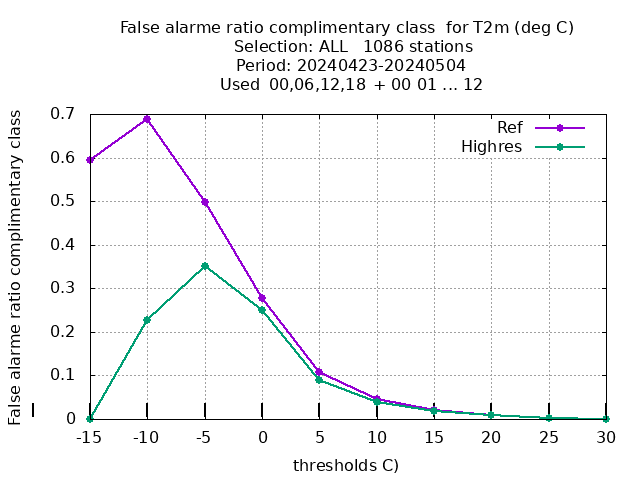 False alarme ratio complimentary class  for T2m (deg C)
Selection: ALL   1086 stations
Period: 20240423-20240504
Used  00,06,12,18  + 00 01 ... 12
False alarme ratio complimentary class
Ref
Highres
0.7
0.6
0.5
0.4
0.3
0.2
0.1
0
-15 -10 -5 0 5 10 15 20 25 30
thresholds C)